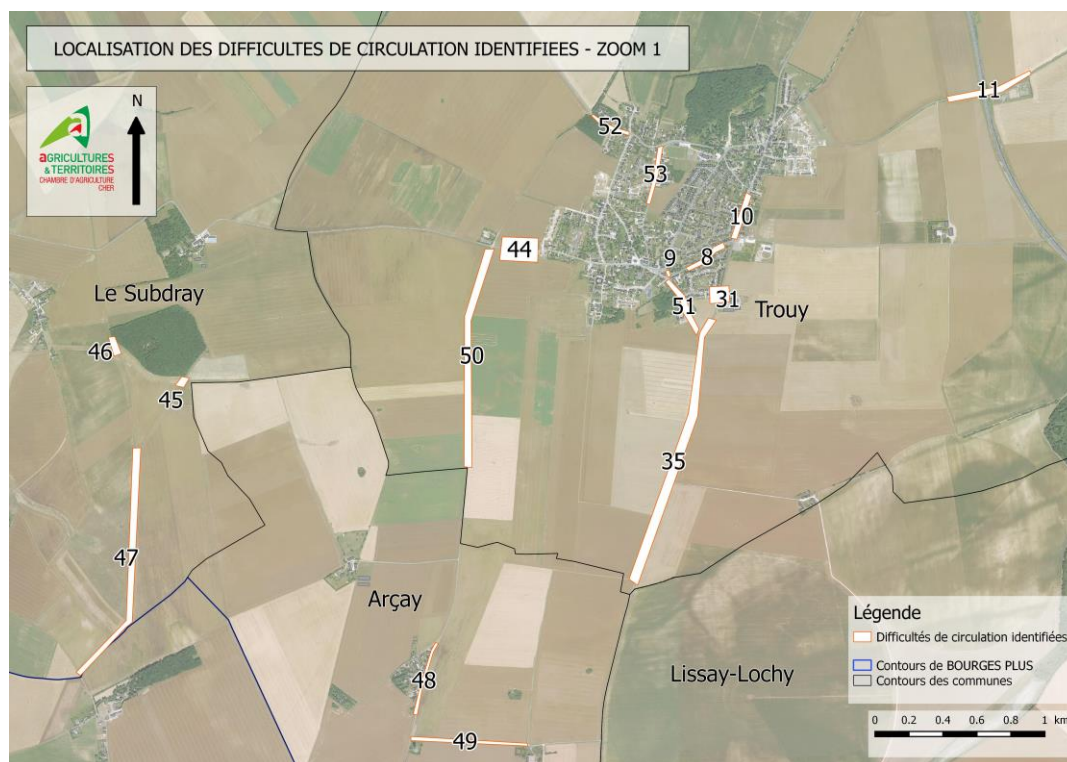 LOCALISATION DES DIFFICULTES DE CIRCULATION IDENTIFIEES - ZOOM 1
N
aGRICULTURES
& TERRITOIRES
CHAMBRE D'AGRICULTURE
CHER
11
52
53
10
44
9
8
Le Subdray
31
51
Trouy
46
50
45
35
47
Arçay
Lissay-Lochy
48
49
Légende
Difficultés de circulation identifiées
Contours de BOURGES PLUS
Contours des communes
0 0.2 0.4 0.6 0.8 1 km